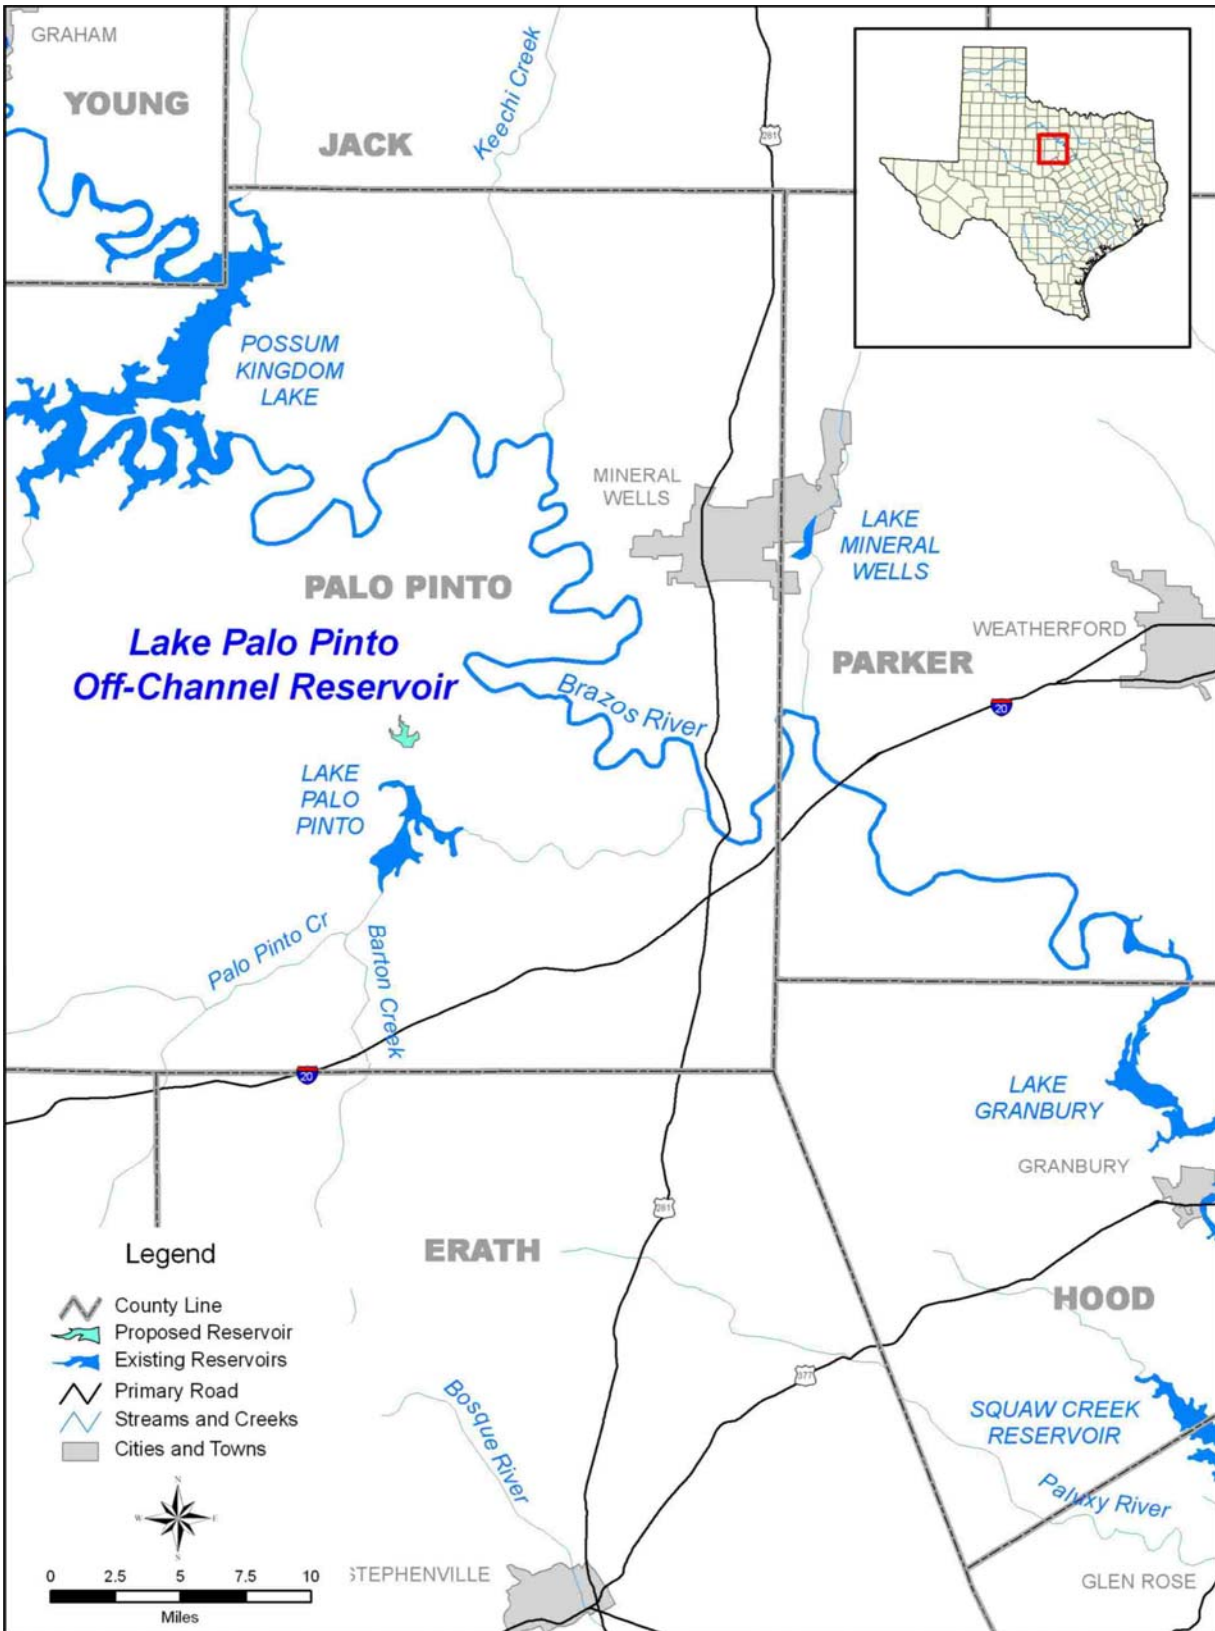 GRAHAM
YOUNG
JACK
Keechi Creek
281
POSSUM
KINGDOM
LAKE
MINERAL
WELLS
LAKE
MINERAL
WELLS
PALO PINTO
WEATHERFORD
Lake Palo Pinto
Off-Channel Reservoir
PARKER
Brazos River
20
LAKE
PALO
PINTO
Palo Pinto Cr
Barton Creek
20
LAKE
GRANBURY
GRANBURY
281
ERATH
HOOD
Legend
County Line
Proposed Reservoir
Existing Reservoirs
Primary Road
Streams and Creeks
Cities and Towns
377
Bosque River
SQUAW CREEK
RESERVOIR
Paluxy River
N
W E
S
0 2.5 5 7.5 10
Miles
STEPHENVILLE
GLEN ROSE